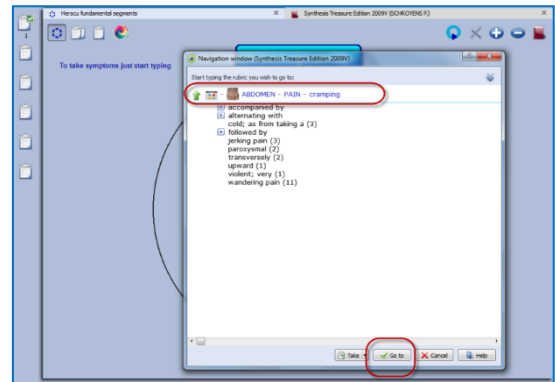 Herscu fundamental segments
Synthesis Treasure Edition 2009V (SCHROYENS F.)
1
To take symptoms just start typing
Navigation window (Synthesis Treasure Edition 2009V)
Start typing the rubric you wish to go to:
- ABDOMEN - PAIN - cramping
accompanied by
alternating with
cold; as from taking a (3)
followed by
jerking pain (3)
paroxysmal (2)
transversely (2)
upward (1)
violent; very (1)
wandering pain (11)
Take Go to Cancel Help